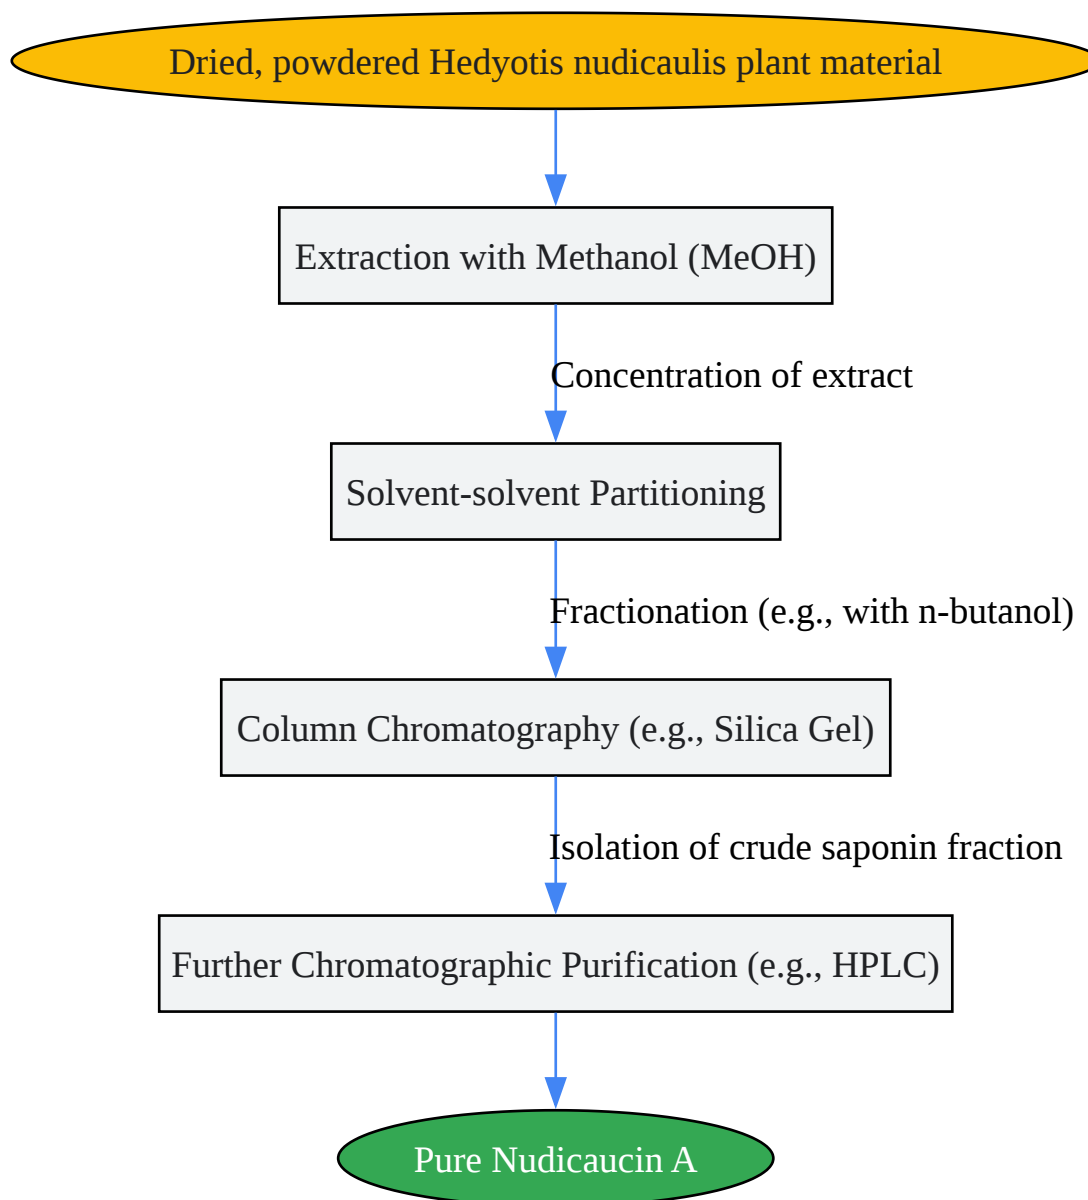 Dried, powdered Hedyotis nudicaulis plant material
Extraction with Methanol (MeOH)
Concentration of extract
Solvent-solvent Partitioning
Fractionation (e.g., with n-butanol)
Column Chromatography (e.g., Silica Gel)
Isolation of crude saponin fraction
Further Chromatographic Purification (e.g., HPLC)
Pure Nudicaucin A